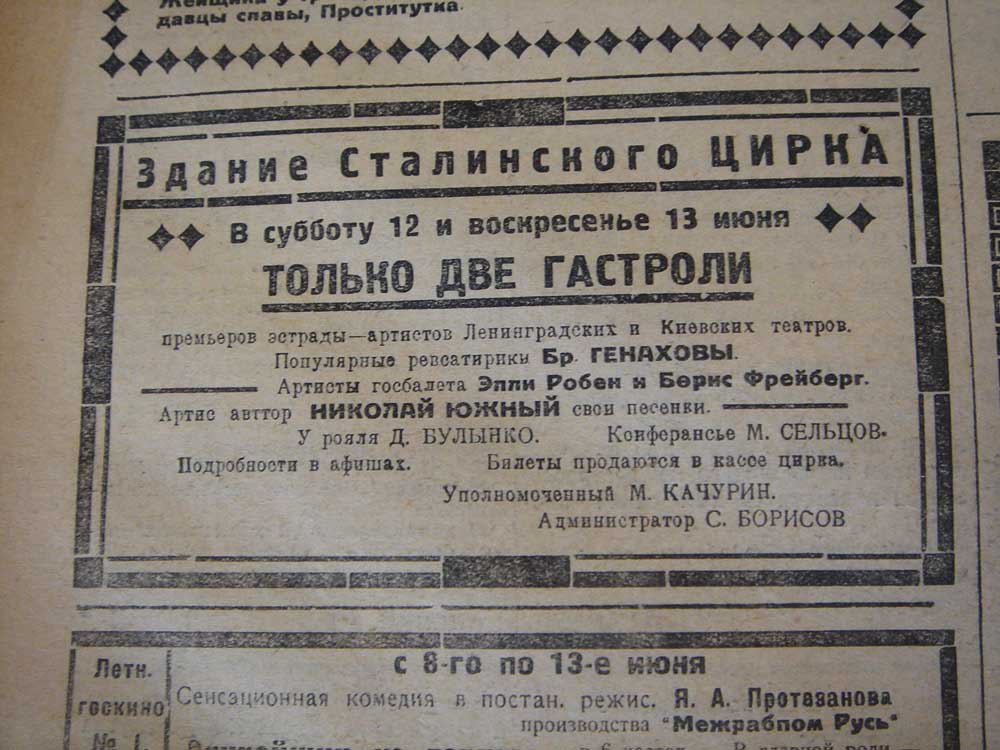 давцы славы, Проститутка.
Здание Сталинского ЦИРКА
В субботу 12 и воскресенье 13 июня
ТОЛЬКО ДВЕ ГАСТРОЛИ
премьеров эстрады—артистов Ленинградских и Киевских театров.
Популярные ревсатирики Бр. ГЕНАХОВЫ.
Артисты госбалета Элли Робен и Борис Фрейберг.
Артис авттор НИКОЛАЙ ЮЖНЫЙ свои песенки.
У рояля Д. БУЛЫНКО. Конферансье М. СЕЛЬЦОВ.
Подробности в афишах. Билеты продаются в кассе цирка.
Уполномоченный М. КАЧУРИН.
Администратор С. БОРИСОВ
Летн.
госкино
№ 1.
с 8-го по 13-е июня
Сенсационная комедия в постан. режис. Я. А. Протазанова
производства "Межрабпом Русь"